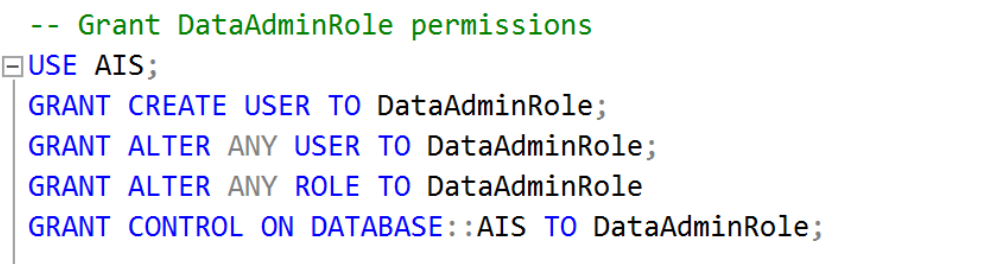 -- Grant DataAdminRole permissions
USE AIS;
GRANT CREATE USER TO DataAdminRole;
GRANT ALTER ANY USER TO DataAdminRole;
GRANT ALTER ANY ROLE TO DataAdminRole
GRANT CONTROL ON DATABASE::AIS TO DataAdminRole;